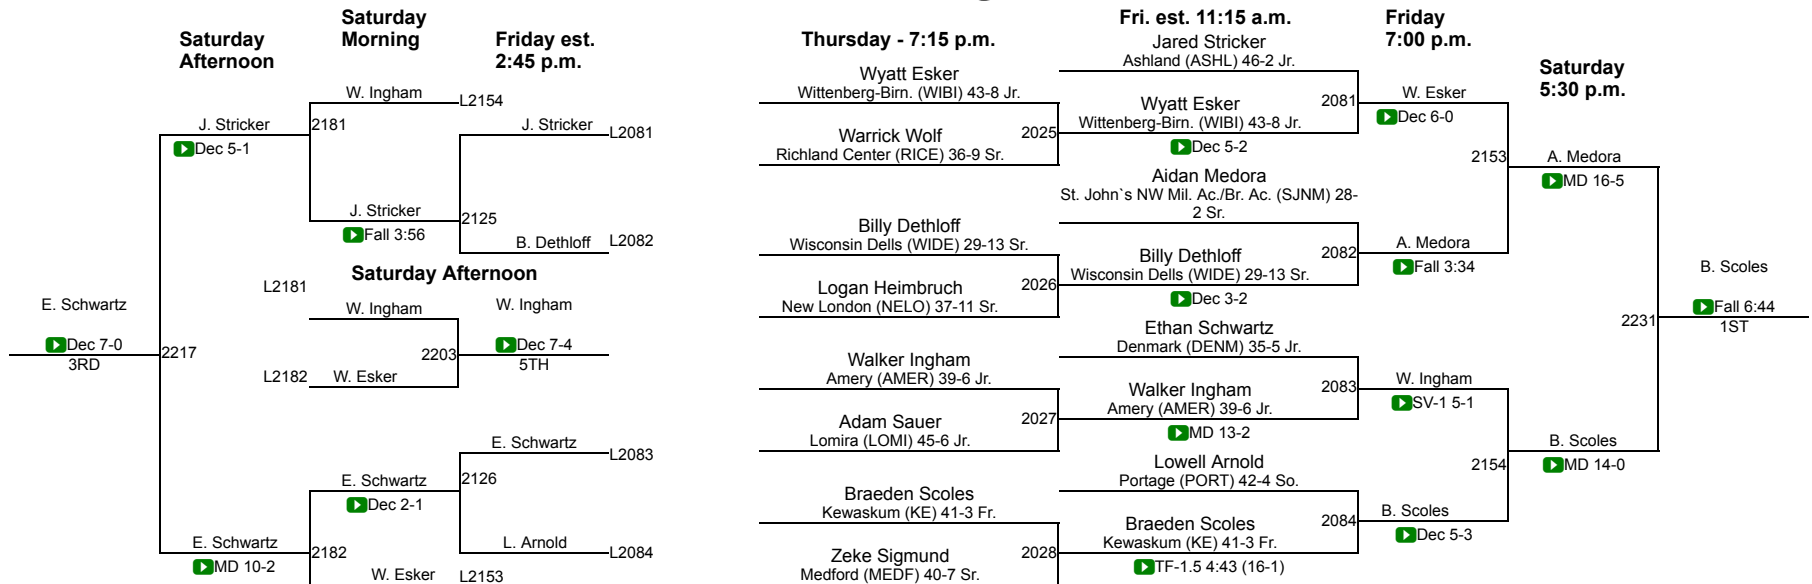 Saturday
Afternoon
Saturday
Morning
Friday est.
2:45 p.m.
W. Ingham
L2154
J. Stricker
2181
J. Stricker
L2081
Dec 5-1
J. Stricker
2125
Fall 3:56
B. Dethloff
L2082
Saturday Afternoon
L2181
E. Schwartz
W. Ingham
W. Ingham
Dec 7-0
3RD
2217
2203
Dec 7-4
5TH
L2182
W. Esker
E. Schwartz
L2083
E. Schwartz
2126
Dec 2-1
E. Schwartz
2182
L. Arnold
L2084
MD 10-2
W. Esker
L2153
Thursday - 7:15 p.m.
Fri. est. 11:15 a.m.
Friday
7:00 p.m.
Saturday
5:30 p.m.
Jared Stricker
Ashland (ASHL) 46-2 Jr.
Wyatt Esker
Wittenberg-Birn. (WIBI) 43-8 Jr.
2081
W. Esker
Dec 6-0
Wyatt Esker
Wittenberg-Birn. (WIBI) 43-8 Jr.
Warrick Wolf
Richland Center (RICE) 36-9 Sr.
2025
Dec 5-2
2153
A. Medora
MD 16-5
Aidan Medora
St. John`s NW Mil. Ac./Br. Ac. (SJNM) 28-
2 Sr.
Billy Dethloff
Wisconsin Dells (WIDE) 29-13 Sr.
2082
A. Medora
Fall 3:34
Billy Dethloff
Wisconsin Dells (WIDE) 29-13 Sr.
Logan Heimbruch
New London (NELO) 37-11 Sr.
2026
Dec 3-2
B. Scoles
Fall 6:44
1ST
2231
Ethan Schwartz
Denmark (DENM) 35-5 Jr.
Walker Ingham
Amery (AMER) 39-6 Jr.
2083
W. Ingham
SV-1 5-1
Walker Ingham
Amery (AMER) 39-6 Jr.
Adam Sauer
Lomira (LOMI) 45-6 Jr.
2027
MD 13-2
B. Scoles
MD 14-0
2154
Lowell Arnold
Portage (PORT) 42-4 So.
Braeden Scoles
Kewaskum (KE) 41-3 Fr.
2084
B. Scoles
Dec 5-3
Braeden Scoles
Kewaskum (KE) 41-3 Fr.
Zeke Sigmund
Medford (MEDF) 40-7 Sr.
2028
TF-1.5 4:43 (16-1)